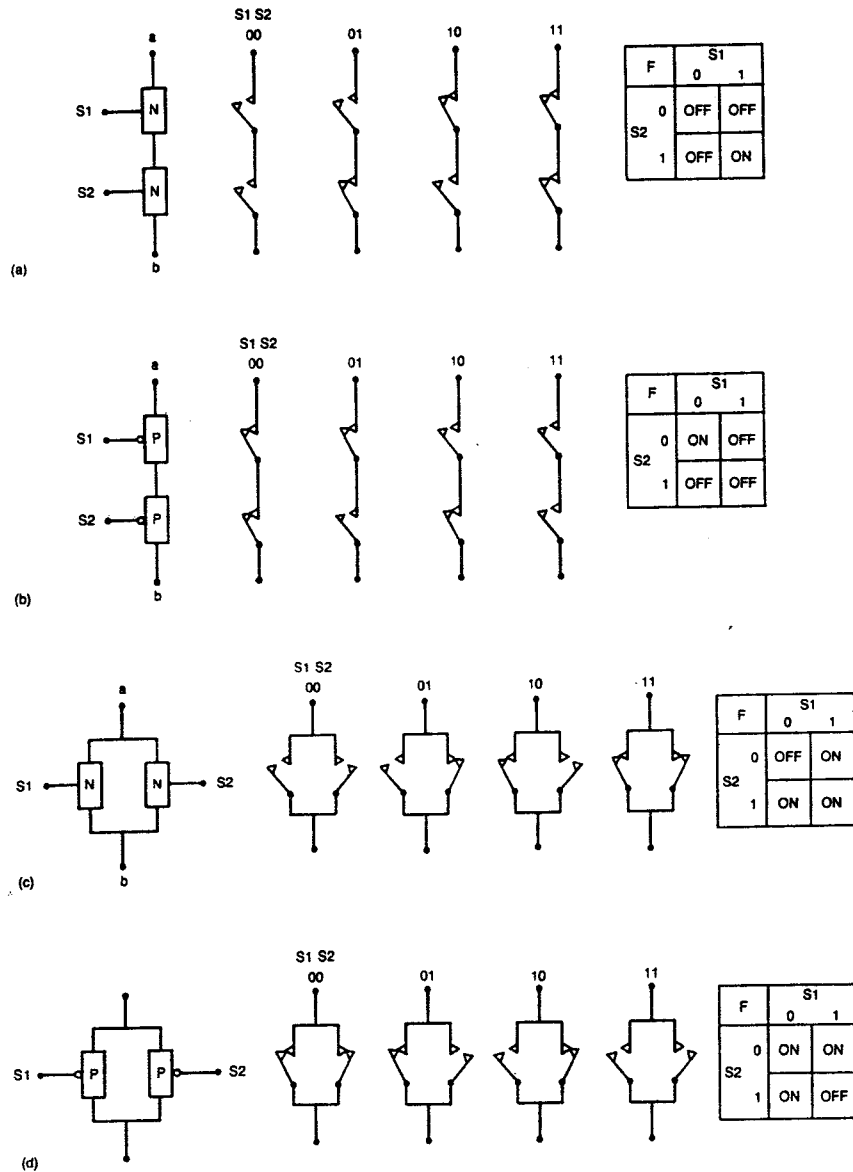 S1 S2
a 00 01 10 11
F S1
0 1
S1 N
S2 0 OFF OFF
1 OFF ON
S2 N
b
(a)
S1 S2
a 00 01 10 11
F S1
0 1
S1 P
S2 0 ON OFF
1 OFF OFF
S2 P
b
(b)
S1 S2
a 00 01 10 11
F S1
0 1
S1 N N S2
S2 0 OFF ON
1 ON ON
b
(c)
S1 S2
00 01 10 11
F S1
0 1
S1 P P S2
S2 0 ON ON
1 ON OFF
(d)